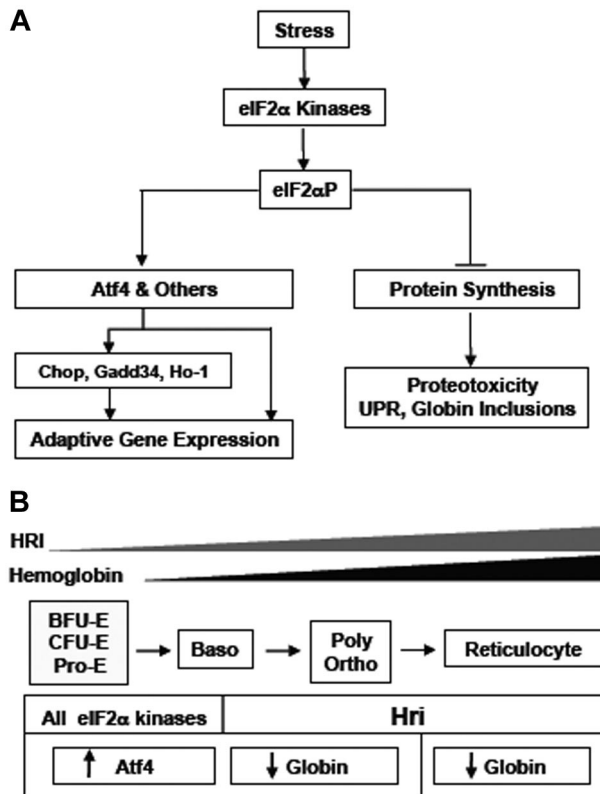 A
Stress
eIF2α Kinases
eIF2αP
Atf4 & Others
Protein Synthesis
Chop, Gadd34, Ho-1
Proteotoxicity
UPR, Globin Inclusions
Adaptive Gene Expression
B
HRI
Hemoglobin
BFU-E
CFU-E
Pro-E
Baso
Poly
Ortho
Reticulocyte
All eIF2α kinases
Hri
↑ Atf4
↓ Globin
↓ Globin